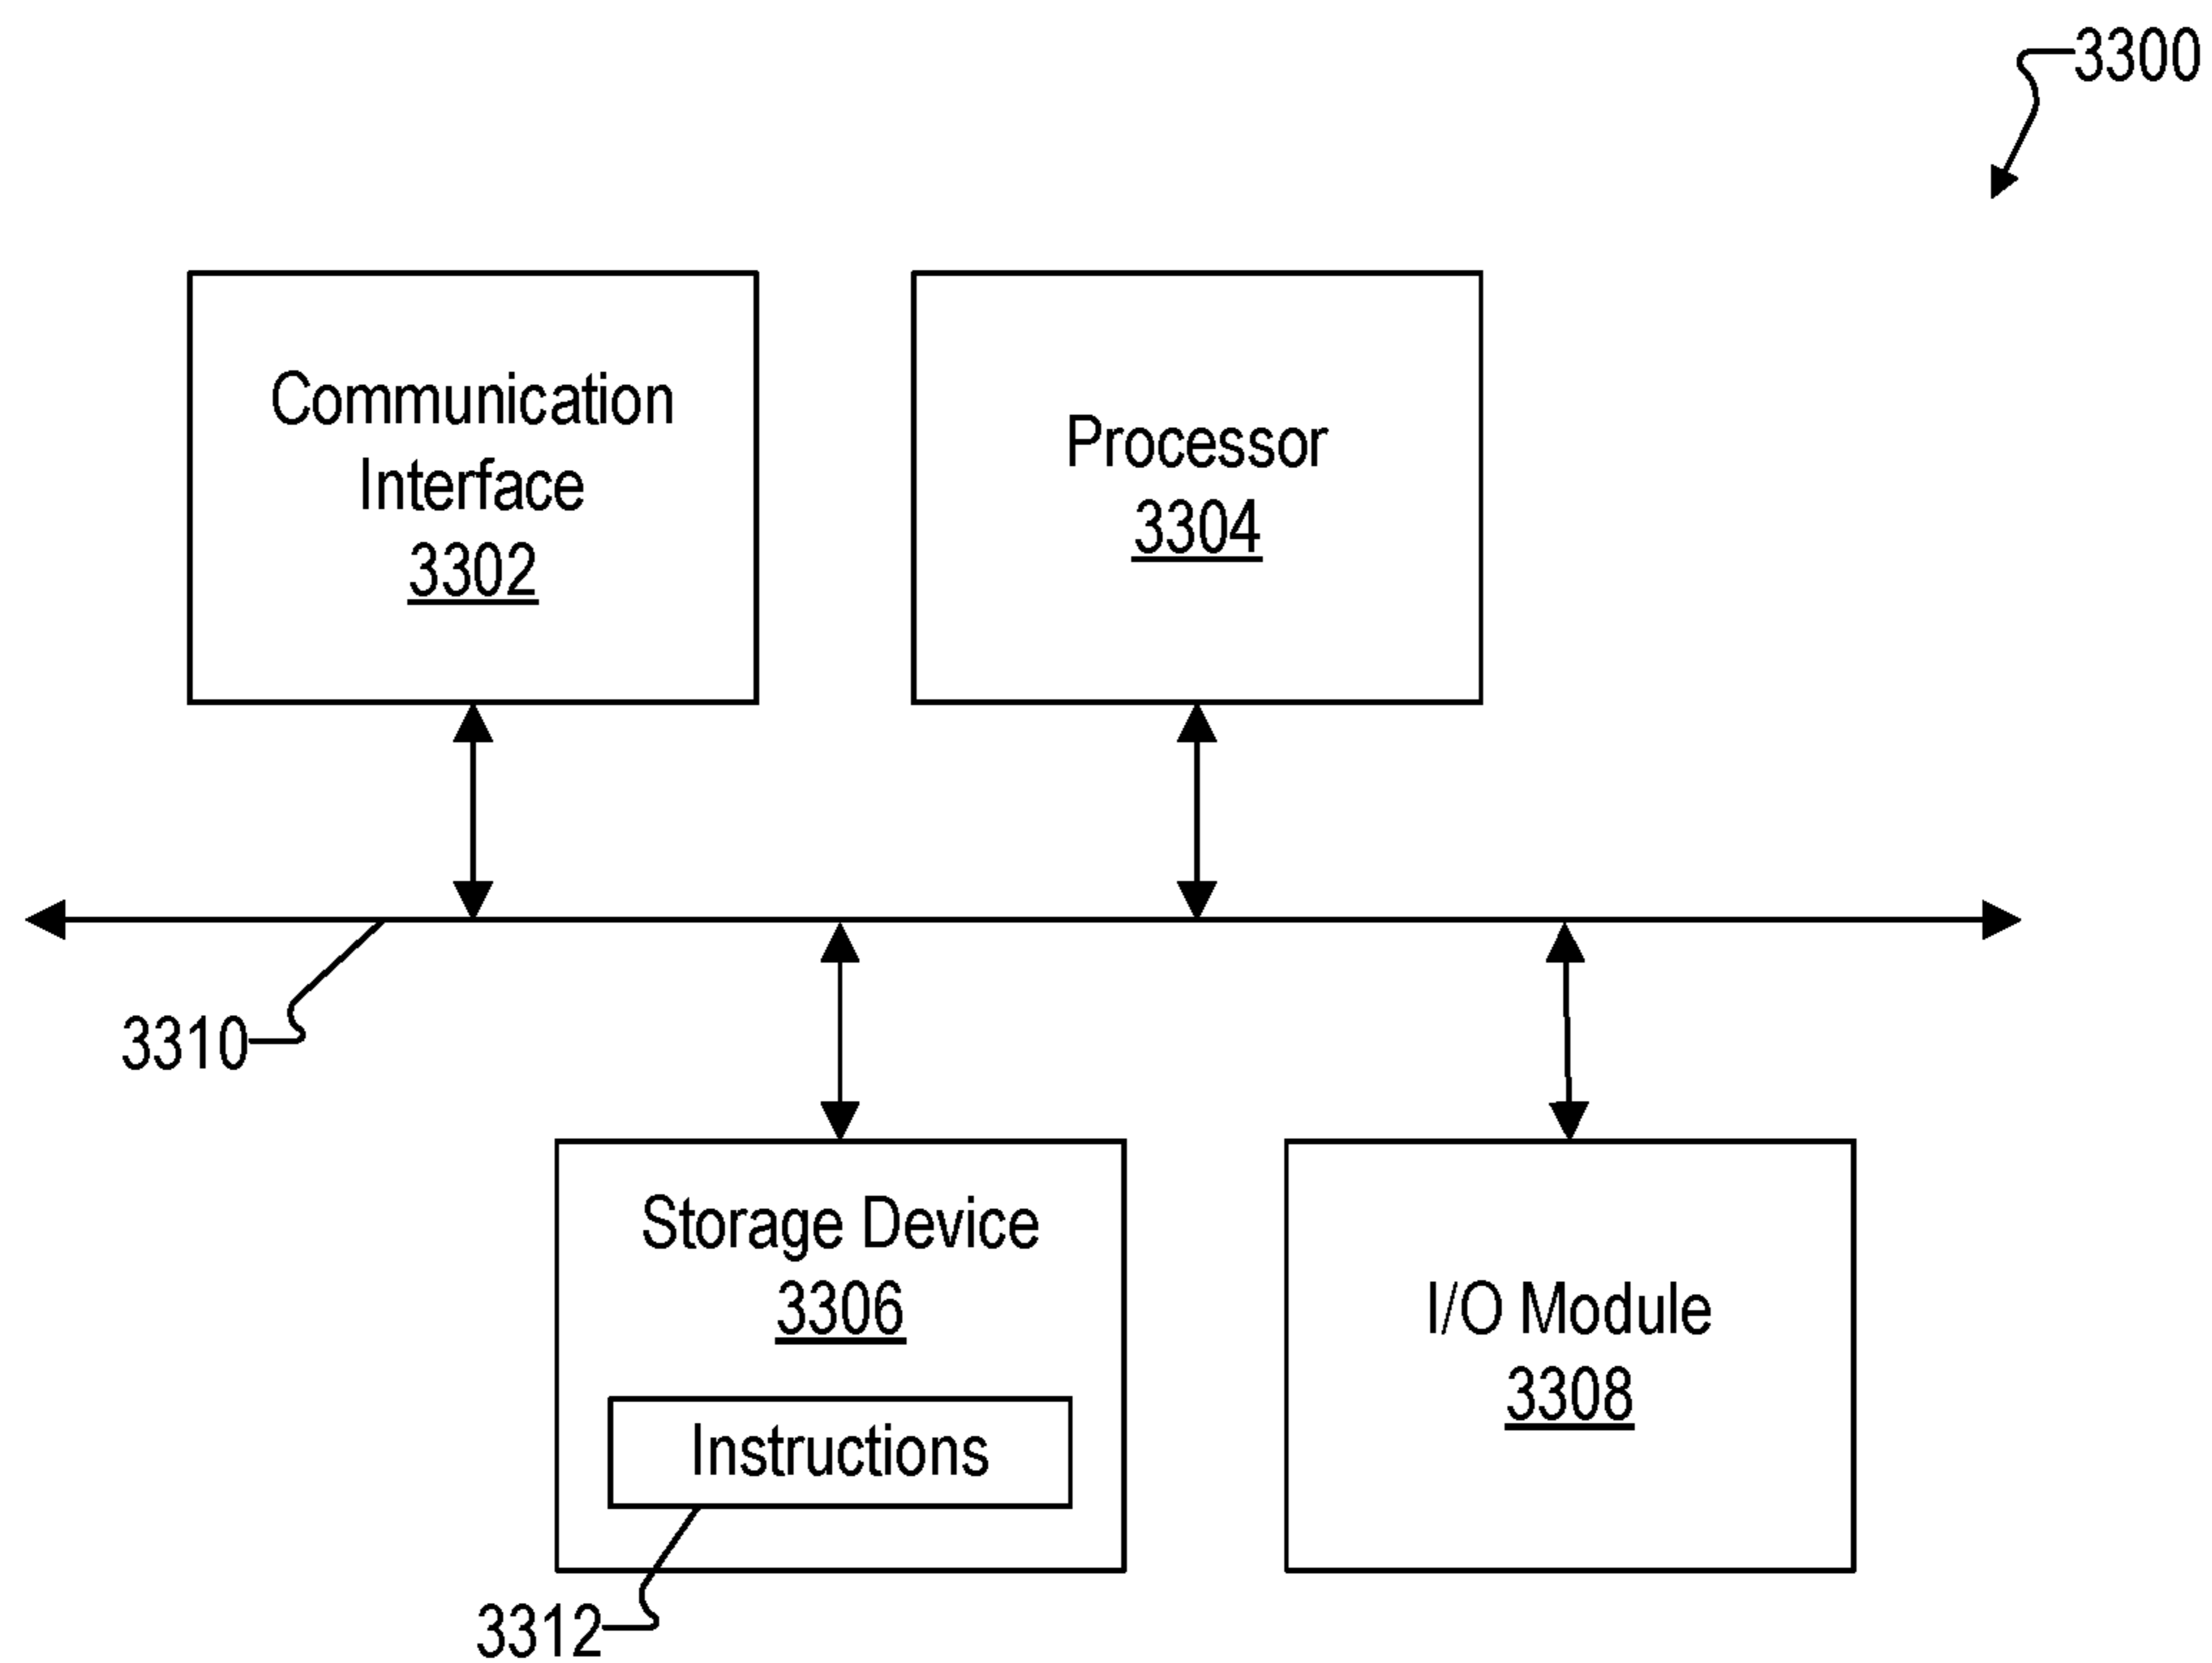 3300
Communication
Interface
3302
Processor
3304
3310
Storage Device
3306
Instructions
3312
I/O Module
3308